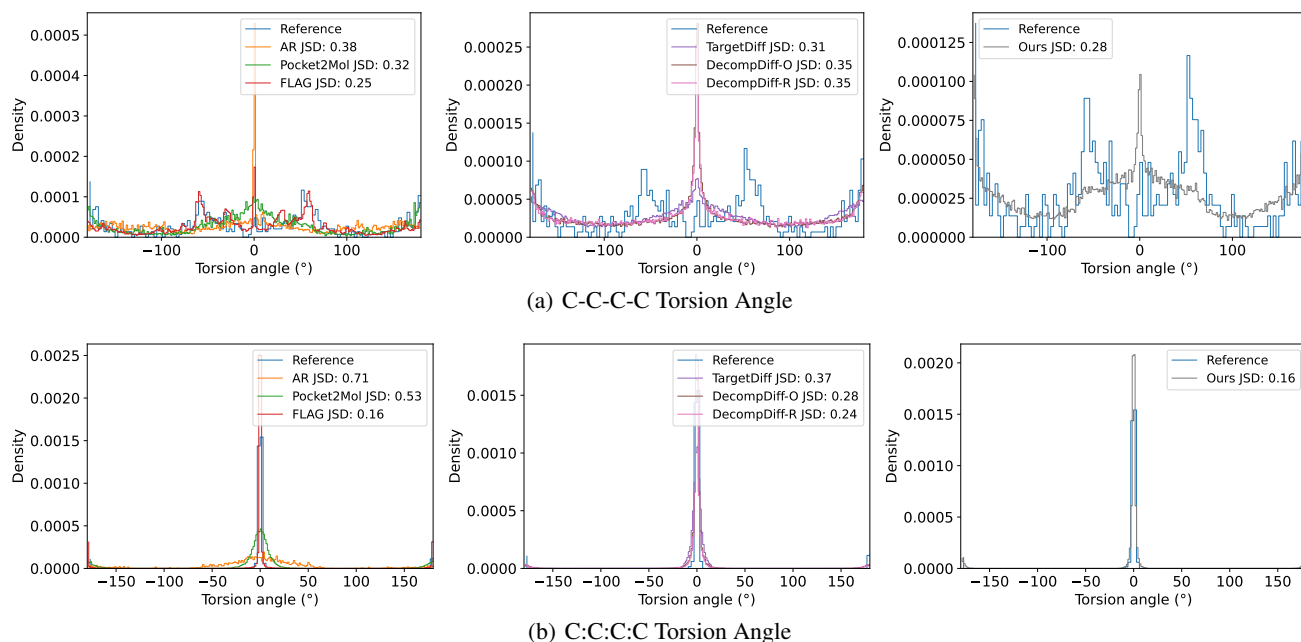 Density
0.0005
0.0004
0.0003
0.0002
0.0001
0.0000
−100
0
100
Torsion angle (°)
Reference
AR JSD: 0.38
Pocket2Mol JSD: 0.32
FLAG JSD: 0.25
Density
0.00025
0.00020
0.00015
0.00010
0.00005
0.00000
−100
0
100
Torsion angle (°)
Reference
TargetDiff JSD: 0.31
DecompDiff-O JSD: 0.35
DecompDiff-R JSD: 0.35
Density
0.000125
0.000100
0.000075
0.000050
0.000025
0.000000
−100
0
100
Torsion angle (°)
Reference
Ours JSD: 0.28
(a) C-C-C-C Torsion Angle
Density
0.0025
0.0020
0.0015
0.0010
0.0005
0.0000
−150
−100
−50
0
50
100
150
Torsion angle (°)
Reference
AR JSD: 0.71
Pocket2Mol JSD: 0.53
FLAG JSD: 0.16
Density
0.0015
0.0010
0.0005
0.0000
−150
−100
−50
0
50
100
150
Torsion angle (°)
Reference
TargetDiff JSD: 0.37
DecompDiff-O JSD: 0.28
DecompDiff-R JSD: 0.24
Density
0.0020
0.0015
0.0010
0.0005
0.0000
−150
−100
−50
0
50
100
150
Torsion angle (°)
Reference
Ours JSD: 0.16
(b) C:C:C:C Torsion Angle